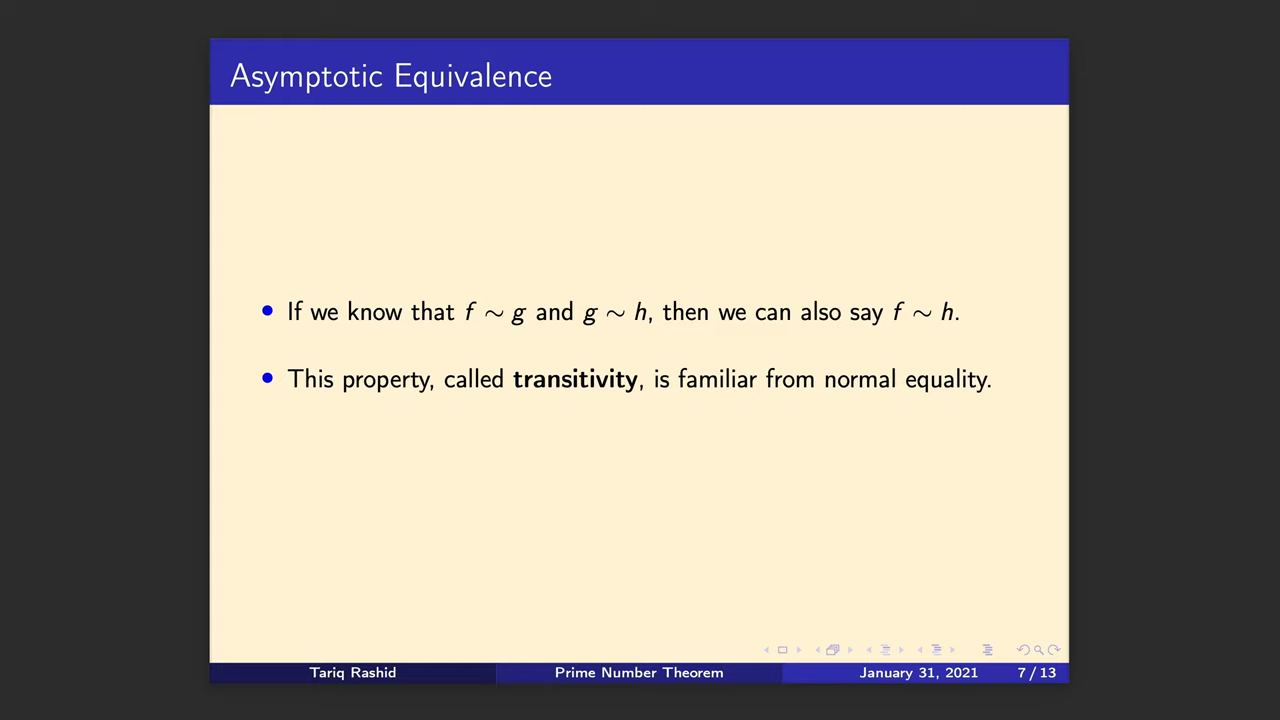 Asymptotic Equivalence
• If we know that f ∼ g and g ∼ h, then we can also say f ∼ h.
• This property, called transitivity, is familiar from normal equality.
Tariq Rashid Prime Number Theorem January 31, 2021 7 / 13